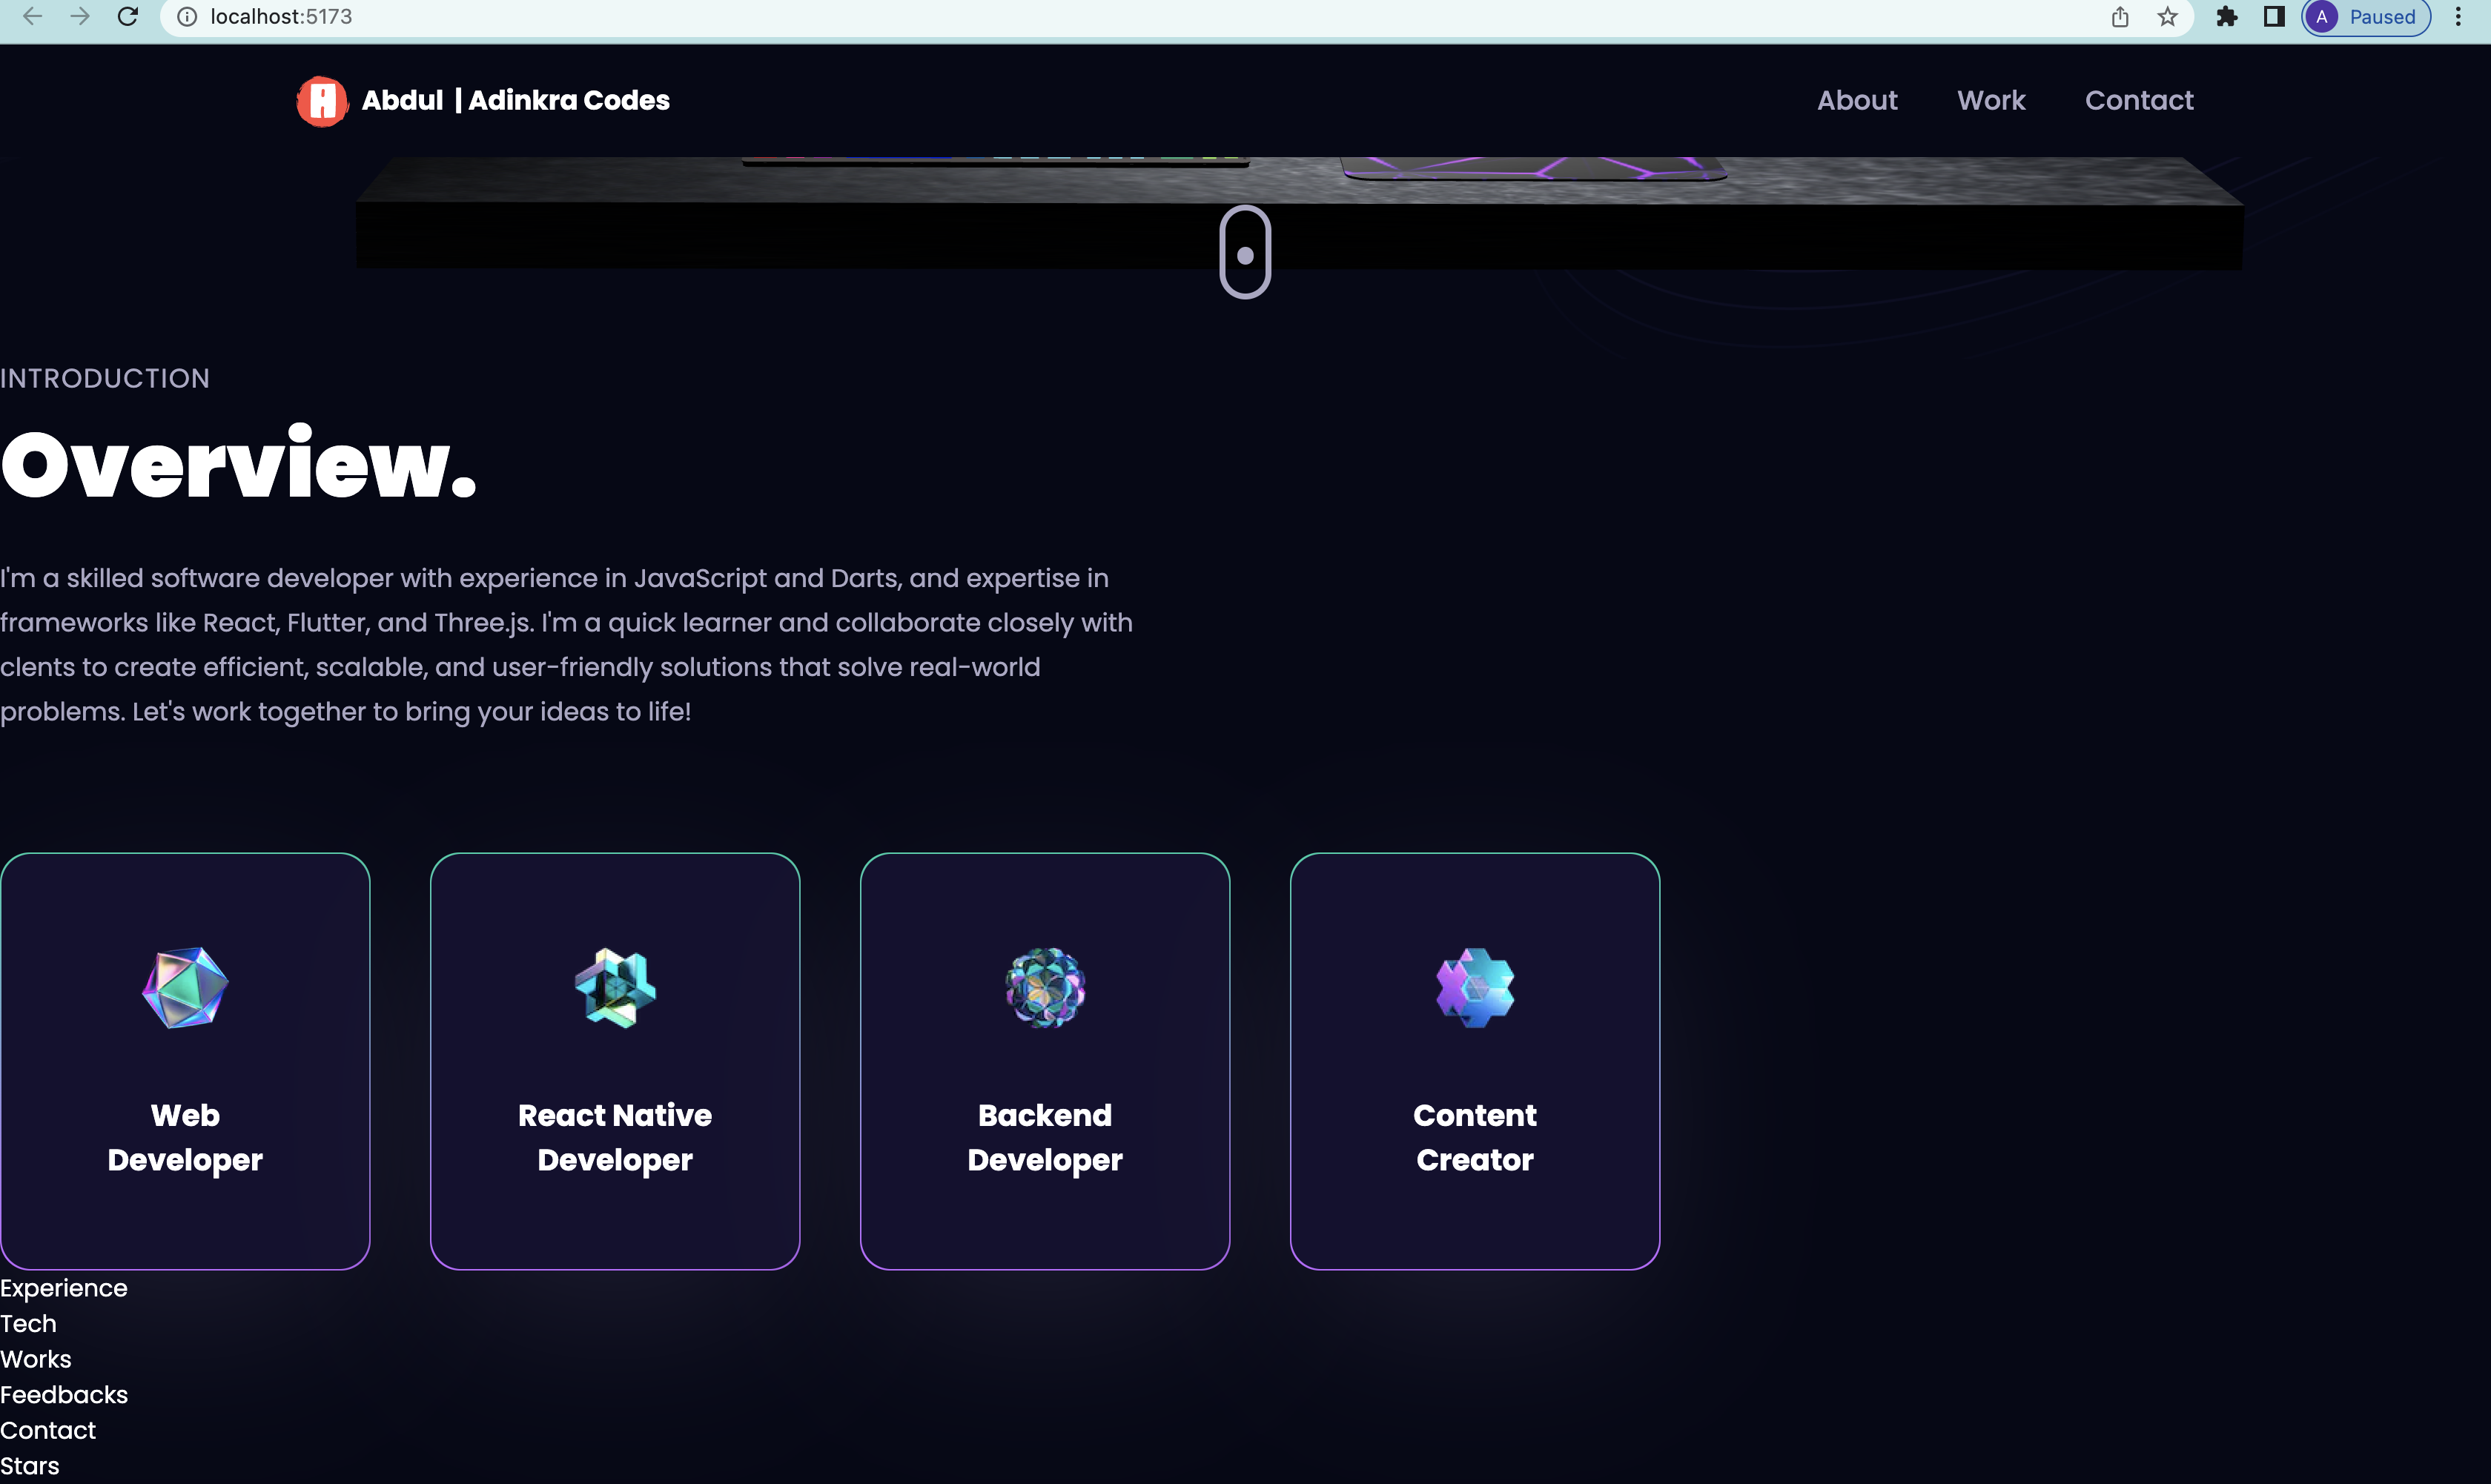 localhost:5173
A Paused
Abdul | Adinkra Codes
About Work Contact
INTRODUCTION
Overview.
I'm a skilled software developer with experience in JavaScript and Darts, and expertise in
frameworks like React, Flutter, and Three.js. I'm a quick learner and collaborate closely with
clents to create efficient, scalable, and user-friendly solutions that solve real-world
problems. Let's work together to bring your ideas to life!
Web
Developer
React Native
Developer
Backend
Developer
Content
Creator
Experience
Tech
Works
Feedbacks
Contact
Stars